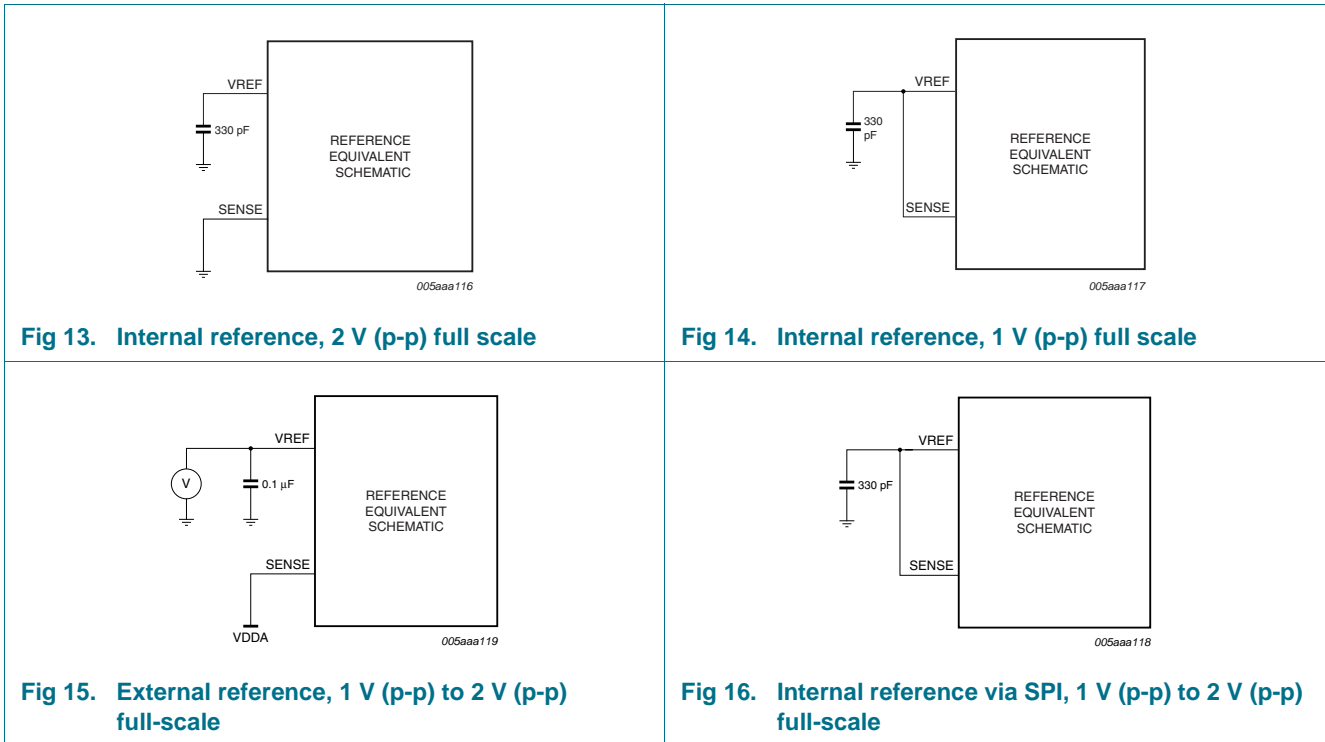 VREF
330 pF
REFERENCE
EQUIVALENT
SCHEMATIC
SENSE
005aaa116
Fig 13. Internal reference, 2 V (p-p) full scale
VREF
330
pF
REFERENCE
EQUIVALENT
SCHEMATIC
SENSE
005aaa117
Fig 14. Internal reference, 1 V (p-p) full scale
VREF
V
0.1 μF
REFERENCE
EQUIVALENT
SCHEMATIC
SENSE
VDDA
005aaa119
Fig 15. External reference, 1 V (p-p) to 2 V (p-p)
full-scale
VREF
330 pF
REFERENCE
EQUIVALENT
SCHEMATIC
SENSE
005aaa118
Fig 16. Internal reference via SPI, 1 V (p-p) to 2 V (p-p)
full-scale